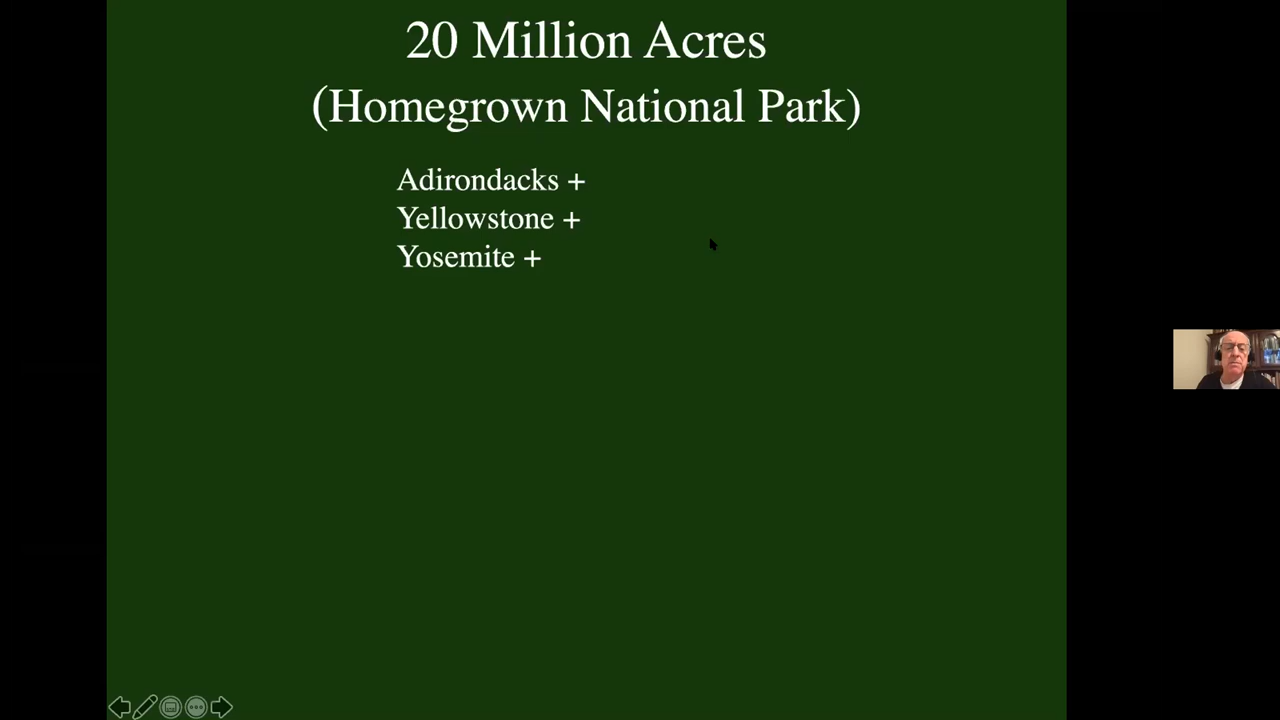 20 Million Acres
(Homegrown National Park)
Adirondacks +
Yellowstone +
Yosemite +